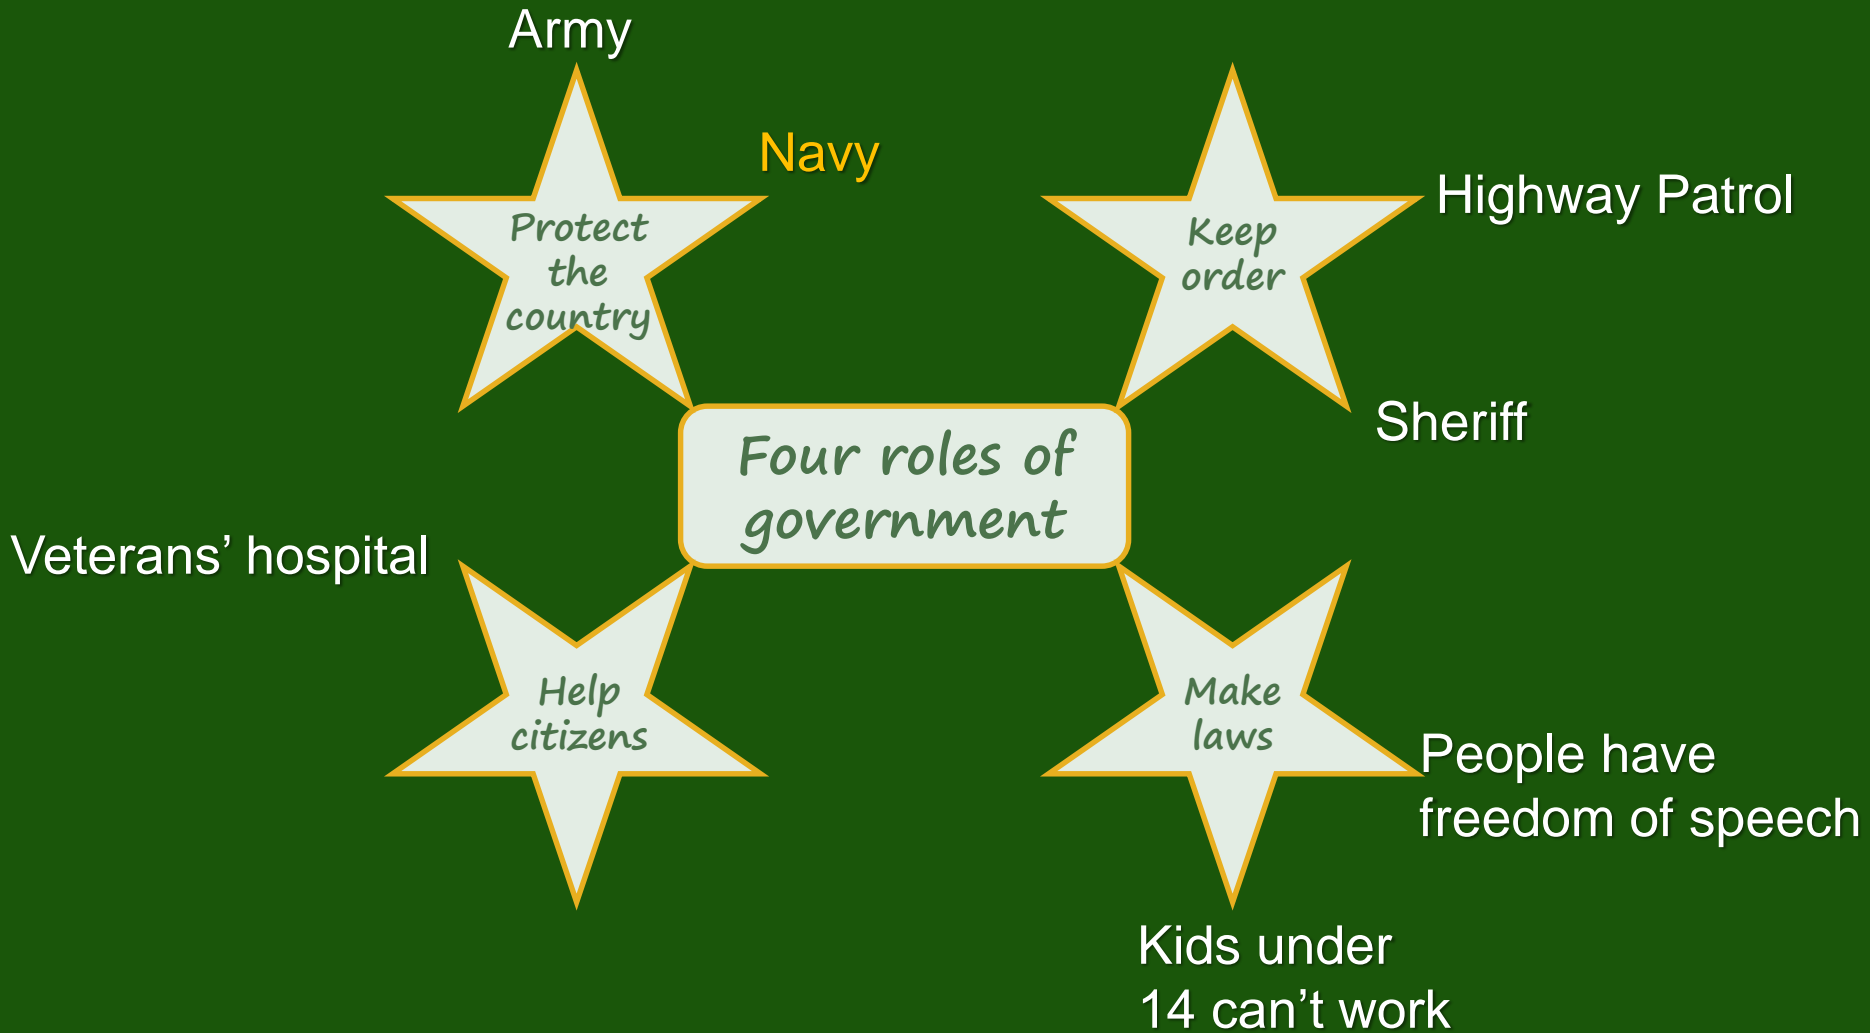 Army
Navy
Protect
the
country
Keep
order
Highway Patrol
Sheriff
Four roles of
government
Veterans’ hospital
Help
citizens
Make
laws
People have
freedom of speech
Kids under
14 can’t work